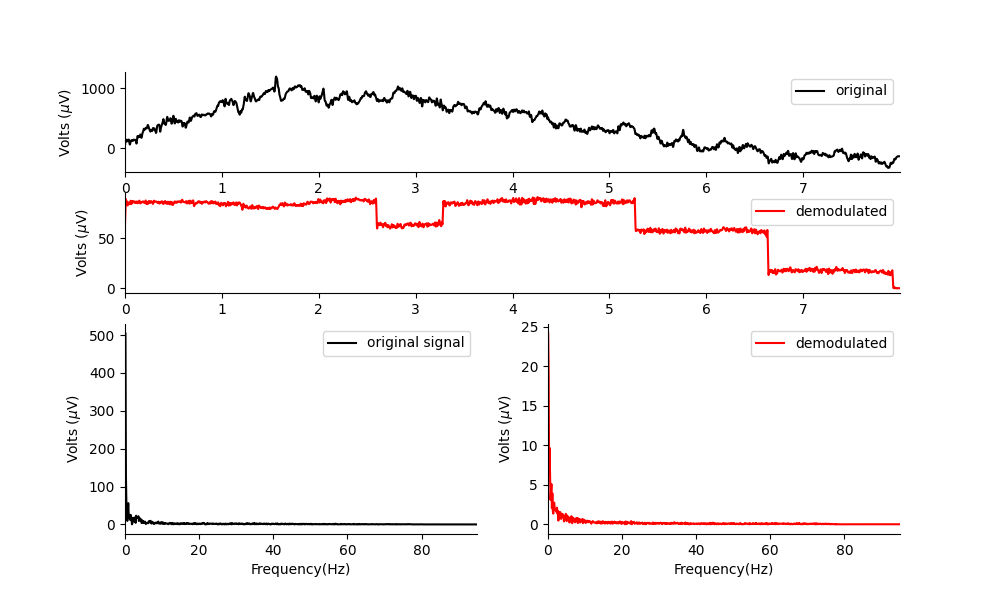 original
Volts (μV)
1000
0
0 1 2 3 4 5 6 7
demodulated
Volts (μV)
50
0
0 1 2 3 4 5 6 7
original signal
Volts (μV)
500
400
300
200
100
0
0 20 40 60 80
Frequency(Hz)
demodulated
Volts (μV)
25
20
15
10
5
0
0 20 40 60 80
Frequency(Hz)